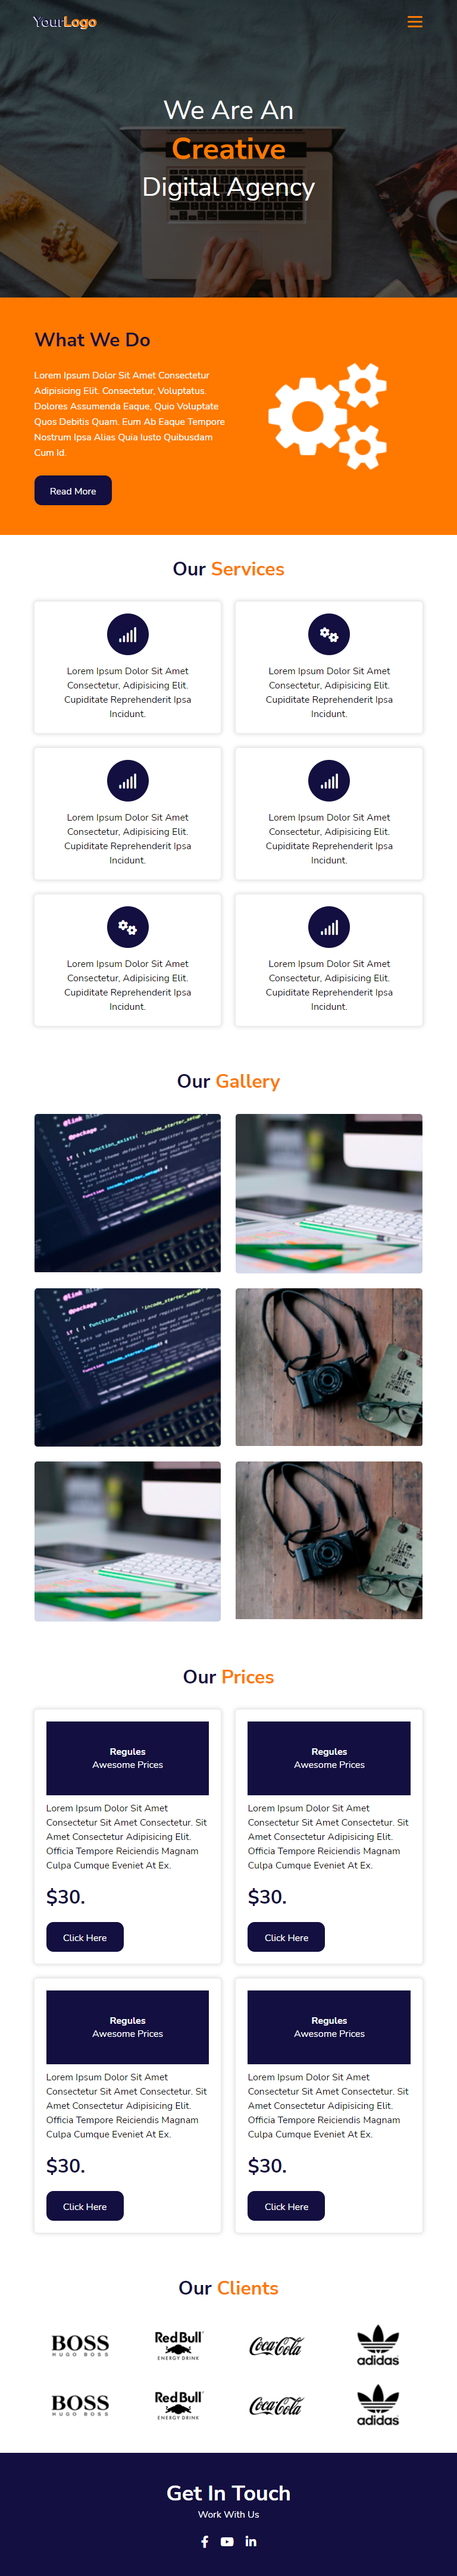 YourLogo
We Are An
Creative
Digital Agency
What We Do
Lorem Ipsum Dolor Sit Amet Consectetur
Adipisicing Elit. Consectetur, Voluptatus.
Dolores Assumenda Eaque, Quio Voluptate
Quos Debitis Quam. Eum Ab Eaque Tempore
Nostrum Ipsa Alias Quia Iusto Quibusdam
Cum Id.
Read More
Our Services
Lorem Ipsum Dolor Sit Amet
Consectetur, Adipisicing Elit.
Cupiditate Reprehenderit Ipsa
Incidunt.
Lorem Ipsum Dolor Sit Amet
Consectetur, Adipisicing Elit.
Cupiditate Reprehenderit Ipsa
Incidunt.
Lorem Ipsum Dolor Sit Amet
Consectetur, Adipisicing Elit.
Cupiditate Reprehenderit Ipsa
Incidunt.
Lorem Ipsum Dolor Sit Amet
Consectetur, Adipisicing Elit.
Cupiditate Reprehenderit Ipsa
Incidunt.
Lorem Ipsum Dolor Sit Amet
Consectetur, Adipisicing Elit.
Cupiditate Reprehenderit Ipsa
Incidunt.
Lorem Ipsum Dolor Sit Amet
Consectetur, Adipisicing Elit.
Cupiditate Reprehenderit Ipsa
Incidunt.
Our Gallery
Our Prices
Regules
Awesome Prices
Lorem Ipsum Dolor Sit Amet
Consectetur Sit Amet Consectetur. Sit
Amet Consectetur Adipisicing Elit.
Officia Tempore Reiciendis Magnam
Culpa Cumque Eveniet At Ex.
$30.
Click Here
Regules
Awesome Prices
Lorem Ipsum Dolor Sit Amet
Consectetur Sit Amet Consectetur. Sit
Amet Consectetur Adipisicing Elit.
Officia Tempore Reiciendis Magnam
Culpa Cumque Eveniet At Ex.
$30.
Click Here
Regules
Awesome Prices
Lorem Ipsum Dolor Sit Amet
Consectetur Sit Amet Consectetur. Sit
Amet Consectetur Adipisicing Elit.
Officia Tempore Reiciendis Magnam
Culpa Cumque Eveniet At Ex.
$30.
Click Here
Regules
Awesome Prices
Lorem Ipsum Dolor Sit Amet
Consectetur Sit Amet Consectetur. Sit
Amet Consectetur Adipisicing Elit.
Officia Tempore Reiciendis Magnam
Culpa Cumque Eveniet At Ex.
$30.
Click Here
Our Clients
BOSS
HUGO BOSS
Red Bull
ENERGY DRINK
Coca-Cola
adidas
BOSS
HUGO BOSS
Red Bull
ENERGY DRINK
Coca-Cola
adidas
Get In Touch
Work With Us